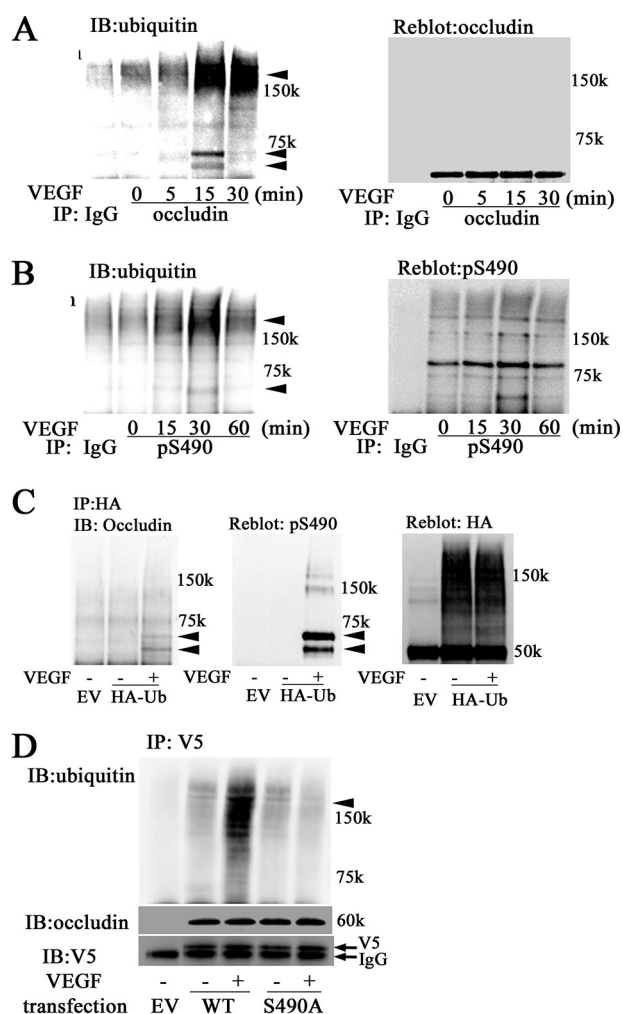 A
IB:ubiquitin
150k
75k
VEGF 0 5 15 30 (min)
IP: IgG occludin
Reblot:occludin
150k
75k
VEGF 0 5 15 30 (min)
IP: IgG occludin
B
IB:ubiquitin
150k
75k
VEGF 0 15 30 60 (min)
IP: IgG pS490
Reblot:pS490
150k
75k
VEGF 0 15 30 60 (min)
IP: IgG pS490
C
IP:HA
IB: Occludin
150k
75k
VEGF - - +
EV HA-Ub
Reblot: pS490
150k
75k
VEGF - - +
EV HA-Ub
Reblot: HA
150k
50k
VEGF - - +
EV HA-Ub
D
IP: V5
IB:ubiquitin
150k
75k
IB:occludin 60k
IB:V5 V5
IgG
VEGF - - + - +
transfection EV WT S490A